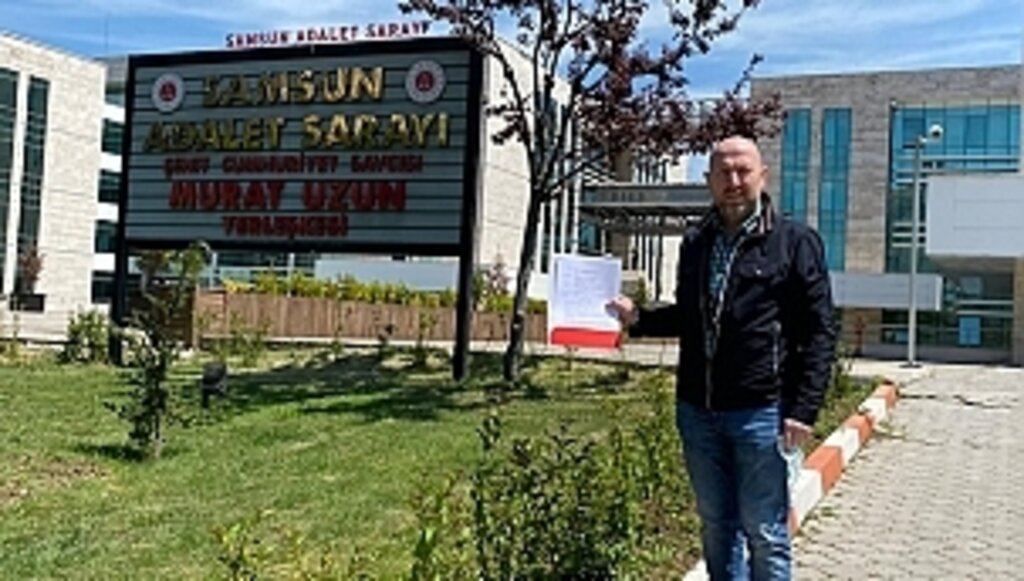 SAMSUN ADALET SARAYI
SAMSUN
ADALET SARAYI
ŞEHİT CUMHURİYET SAVCISI
MURAT UZUN
YERLEŞKESİ